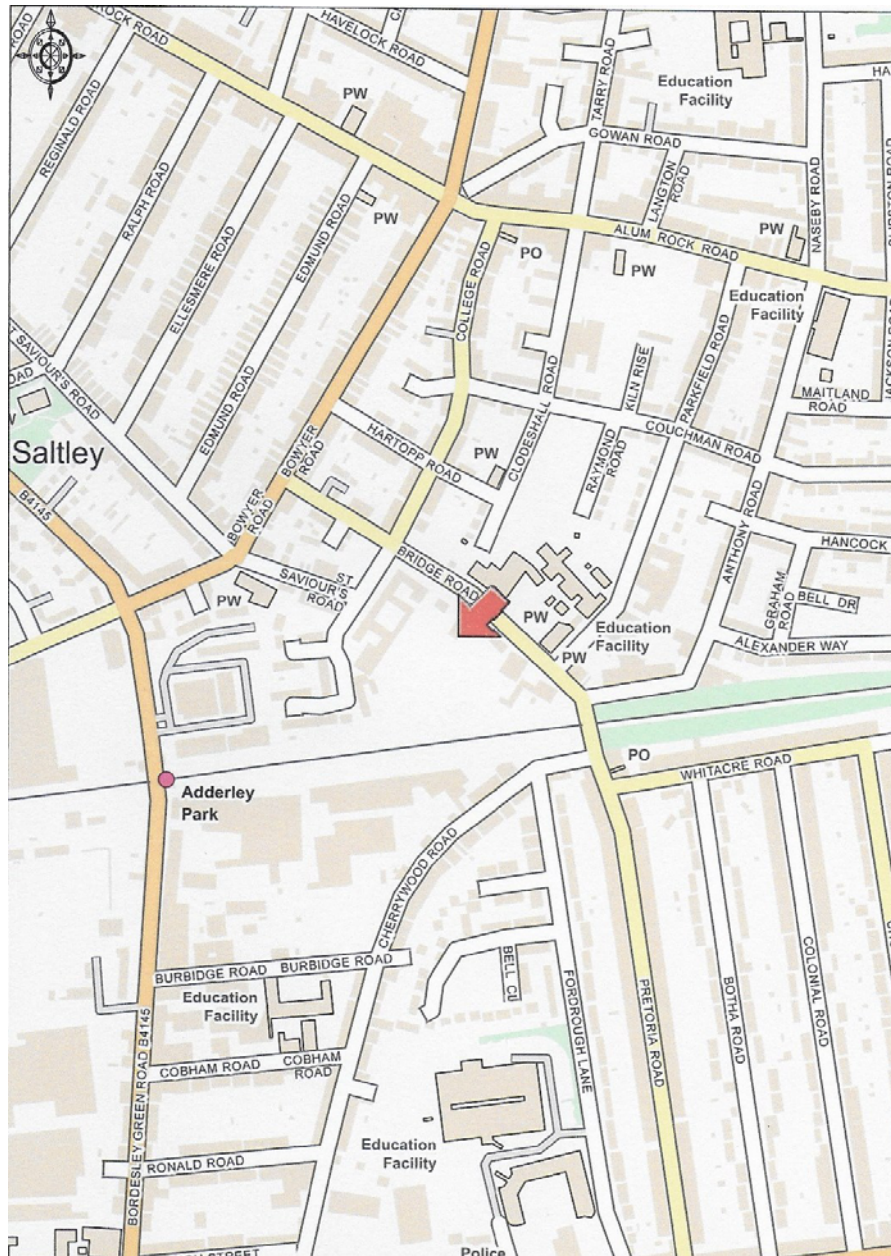 ROCK ROAD
HAVELOCK ROAD
ROAD
REGINALD ROAD
RALPH ROAD
ELLESMERE ROAD
EDMUND ROAD
EDMUND ROAD
PW
PW
TARRY ROAD
Education
Facility
GOWAN ROAD
LANGTON
ROAD
NASEBY ROAD
ALUM ROCK ROAD
PW
PO
PW
COLLEGE ROAD
Education
Facility
PARKFIELD ROAD
MAITLAND
ROAD
KILN RISE
CLODESHALL ROAD
RAYMOND
ROAD
COUCHMAN ROAD
ST SAVIOUR'S ROAD
OAD
Saltley
B4145
BOWYER
ROAD
BOWYER
ROAD
HARTOPP ROAD
PW
ANTHONY ROAD
HANCOCK
GRAHAM
ROAD
BELL DR
ALEXANDER WAY
BRIDGE ROAD
ST
SAVIOUR'S
ROAD
PW
PW
PW
Education
Facility
PO
WHITACRE ROAD
Adderley
Park
CHERRYWOOD ROAD
BURBIDGE ROAD
BURBIDGE ROAD
Education
Facility
BELL CU
FORDROUGH LANE
PRETORIA ROAD
BOTHA ROAD
COLONIAL ROAD
COBHAM ROAD
COBHAM
ROAD
BORDESLEY GREEN ROAD B4145
RONALD ROAD
Education
Facility
STREET
Police